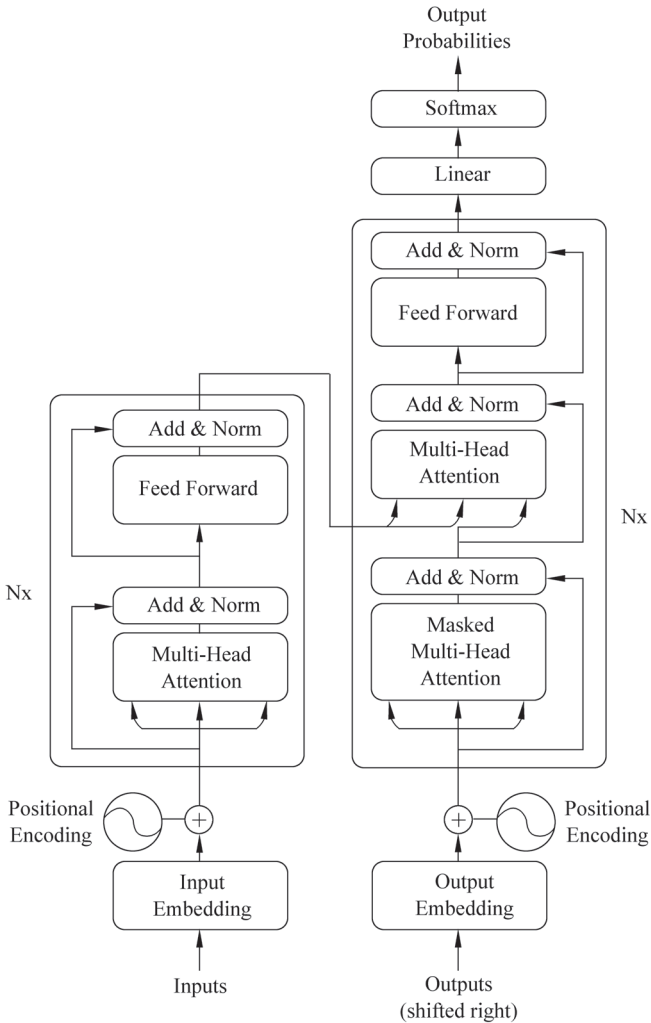 Output
Probabilities
Softmax
Linear
Add & Norm
Feed Forward
Add & Norm
Multi-Head
Attention
Add & Norm
Masked
Multi-Head
Attention
Nx
Positional
Encoding
+
Output
Embedding
Outputs
(shifted right)
Add & Norm
Feed Forward
Add & Norm
Multi-Head
Attention
Nx
Positional
Encoding
+
Input
Embedding
Inputs